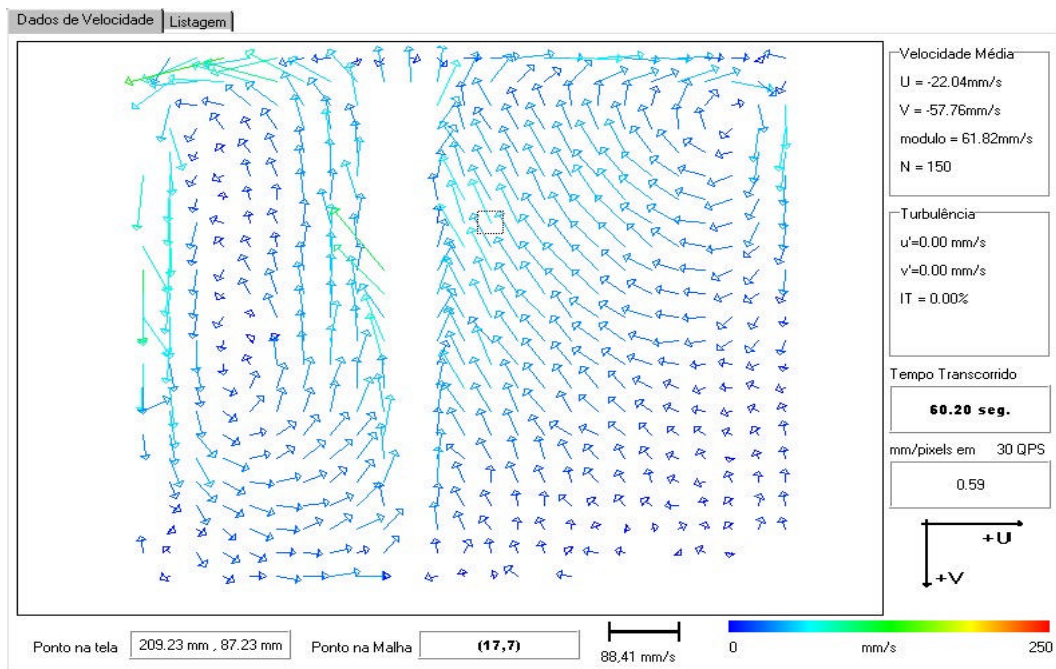 Dados de Velocidade
Listagem
Velocidade Média
U = -22.04mm/s
V = -57.76mm/s
modulo = 61.82mm/s
N = 150
Turbulência
u'=0.00 mm/s
v'=0.00 mm/s
IT = 0.00%
Tempo Transcorrido
60.20 seg.
mm/pixels em 30 QPS
0.59
+U
+V
Ponto na tela 209.23 mm , 87.23 mm Ponto na Malha (17,7)
88,41 mm/s
0 mm/s 250